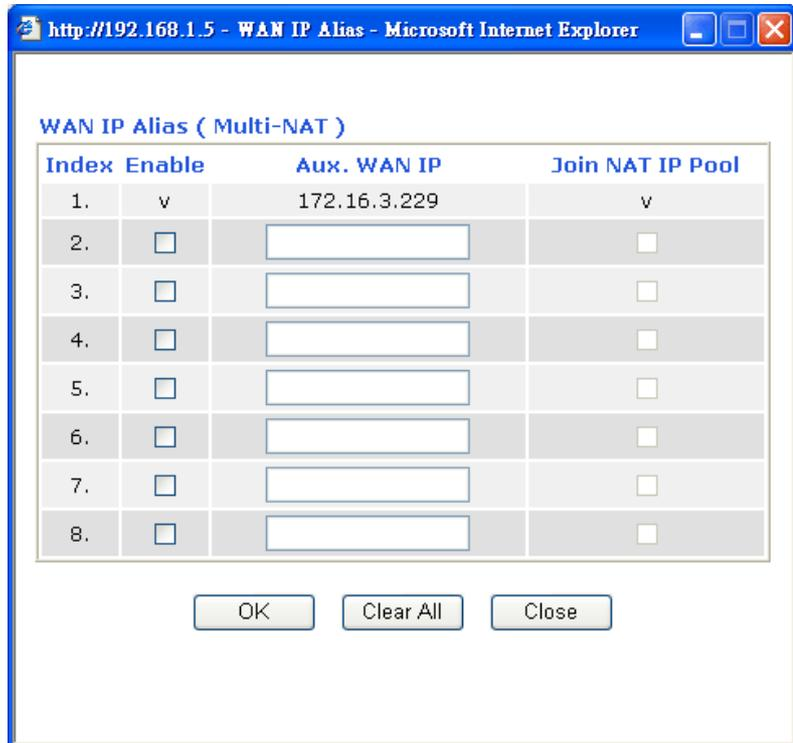 http://192.168.1.5 - WAN IP Alias - Microsoft Internet Explorer
WAN IP Alias ( Multi-NAT )
Index Enable Aux. WAN IP Join NAT IP Pool
1. v 172.16.3.229 v
2.
3.
4.
5.
6.
7.
8.
OK Clear All Close